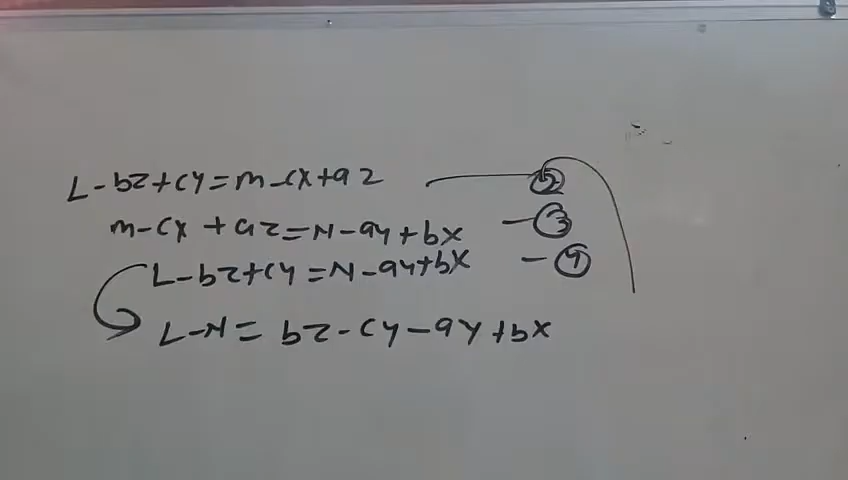 L-bz+cy=m-cx+az — ②
m-cx+az=N-ay+bx — ③
L-bz+cy=N-ay+bx — ④
L-N=bz-cy-ay+bx